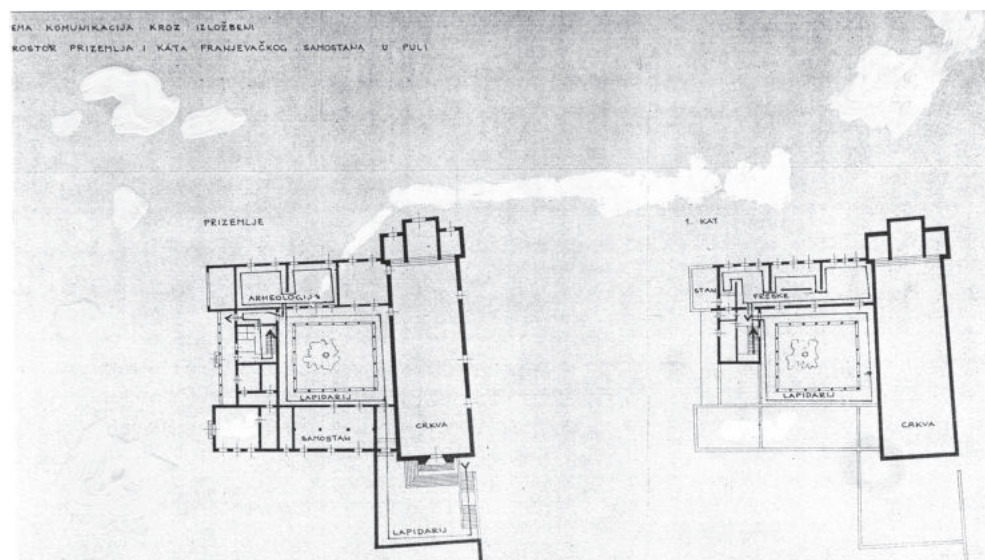 EMA KOMUNIKACIJA KROZ IZLOŽBENI
ROSTOR PRIZEMLJA I KATA FRANJEVAČKOG SAMOSTANA U PULI
PRIZEMLJE
ARHEOLOGIJA
LAPIDARIJ
SAMOSTAN
CRKVA
LAPIDARIJ
1. KAT
STAN
FRESKE
LAPIDARIJ
CRKVA